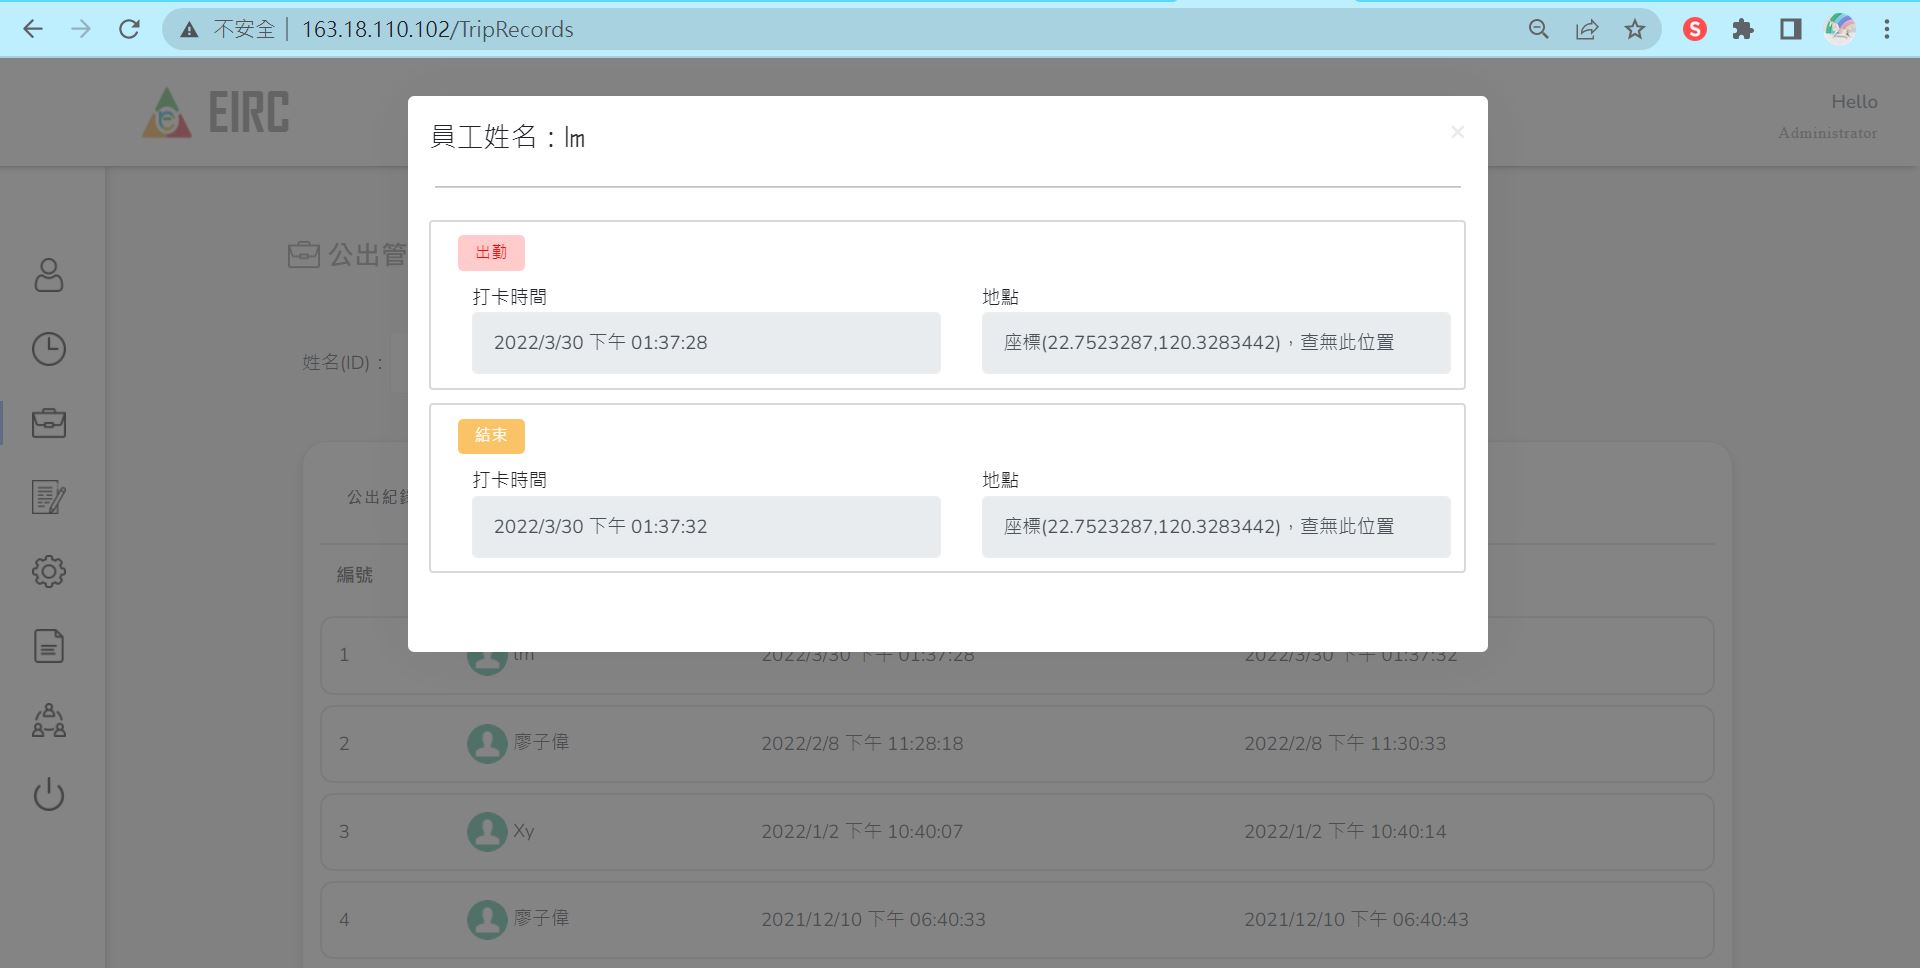 不安全 | 163.18.110.102/TripRecords
S
EIRC
Hello
Administrator
員工姓名：lm
×
出勤
打卡時間
地點
2022/3/30 下午 01:37:28
座標(22.7523287,120.3283442)，查無此位置
結束
打卡時間
地點
2022/3/30 下午 01:37:32
座標(22.7523287,120.3283442)，查無此位置
公出管
姓名(ID)：
公出紀錄
編號
1
lm
2022/3/30 下午 01:37:28
2022/3/30 下午 01:37:32
2
廖子偉
2022/2/8 下午 11:28:18
2022/2/8 下午 11:30:33
3
Xy
2022/1/2 下午 10:40:07
2022/1/2 下午 10:40:14
4
廖子偉
2021/12/10 下午 06:40:33
2021/12/10 下午 06:40:43